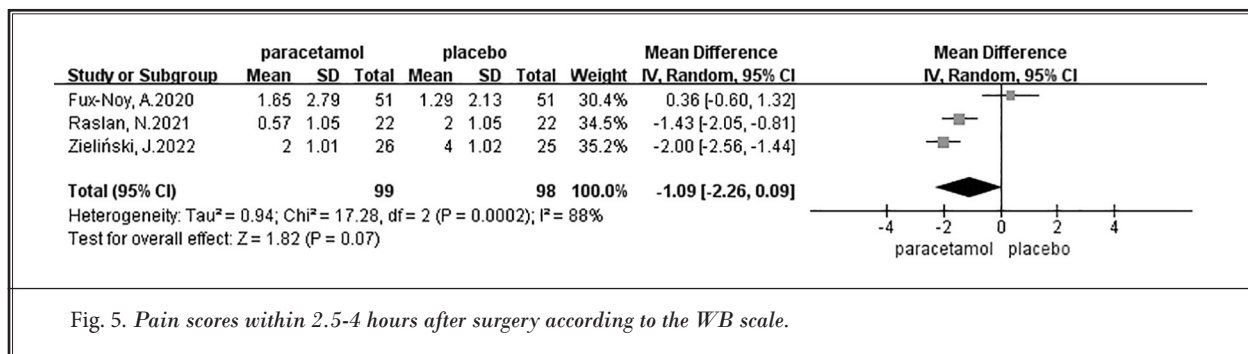 paracetamol placebo Mean Difference Mean Difference
Study or Subgroup Mean SD Total Mean SD Total Weight IV, Random, 95% CI IV, Random, 95% CI
Fux-Noy, A.2020 1.65 2.79 51 1.29 2.13 51 30.4% 0.36 [-0.60, 1.32]
Raslan, N.2021 0.57 1.05 22 2 1.05 22 34.5% -1.43 [-2.05, -0.81]
Zieliński, J.2022 2 1.01 26 4 1.02 25 35.2% -2.00 [-2.56, -1.44]
Total (95% CI) 99 98 100.0% -1.09 [-2.26, 0.09]
Heterogeneity: Tau² = 0.94; Chi² = 17.28, df = 2 (P = 0.0002); I² = 88%
Test for overall effect: Z = 1.82 (P = 0.07)
-4 -2 0 2 4
paracetamol placebo
Fig. 5. Pain scores within 2.5-4 hours after surgery according to the WB scale.